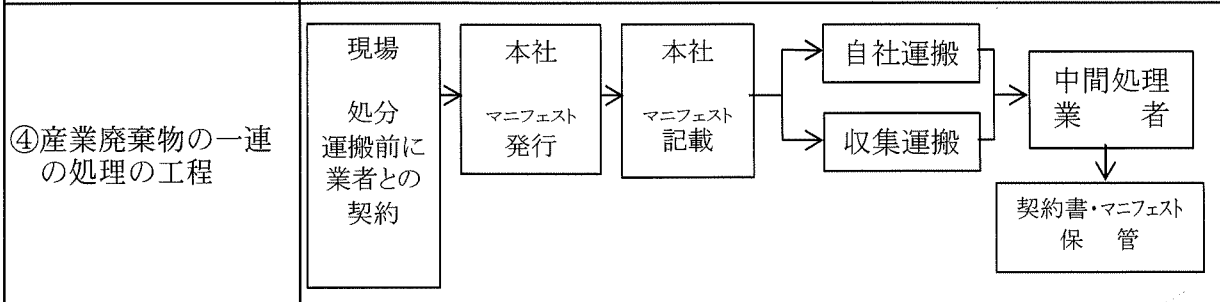 ④産業廃棄物の一連
の処理の工程
現場
処分
運搬前に
業者との
契約
本社
マニフェスト
発行
本社
マニフェスト
記載
自社運搬
収集運搬
中間処理
業　者
契約書・マニフェスト
保　管